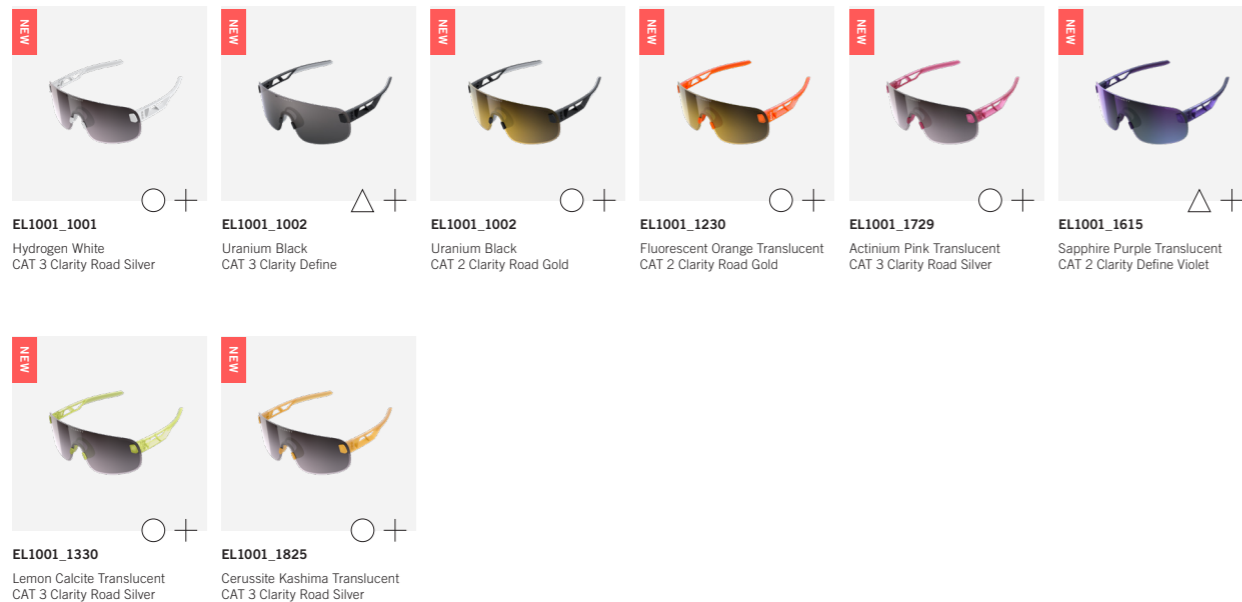 NEW
NEW
NEW
NEW
NEW
NEW
EL1001_1001
Hydrogen White
CAT 3 Clarity Road Silver
EL1001_1002
Uranium Black
CAT 3 Clarity Define
EL1001_1002
Uranium Black
CAT 2 Clarity Road Gold
EL1001_1230
Fluorescent Orange Translucent
CAT 2 Clarity Road Gold
EL1001_1729
Actinium Pink Translucent
CAT 3 Clarity Road Silver
EL1001_1615
Sapphire Purple Translucent
CAT 2 Clarity Define Violet
NEW
NEW
EL1001_1330
Lemon Calcite Translucent
CAT 3 Clarity Road Silver
EL1001_1825
Cerussite Kashima Translucent
CAT 3 Clarity Road Silver